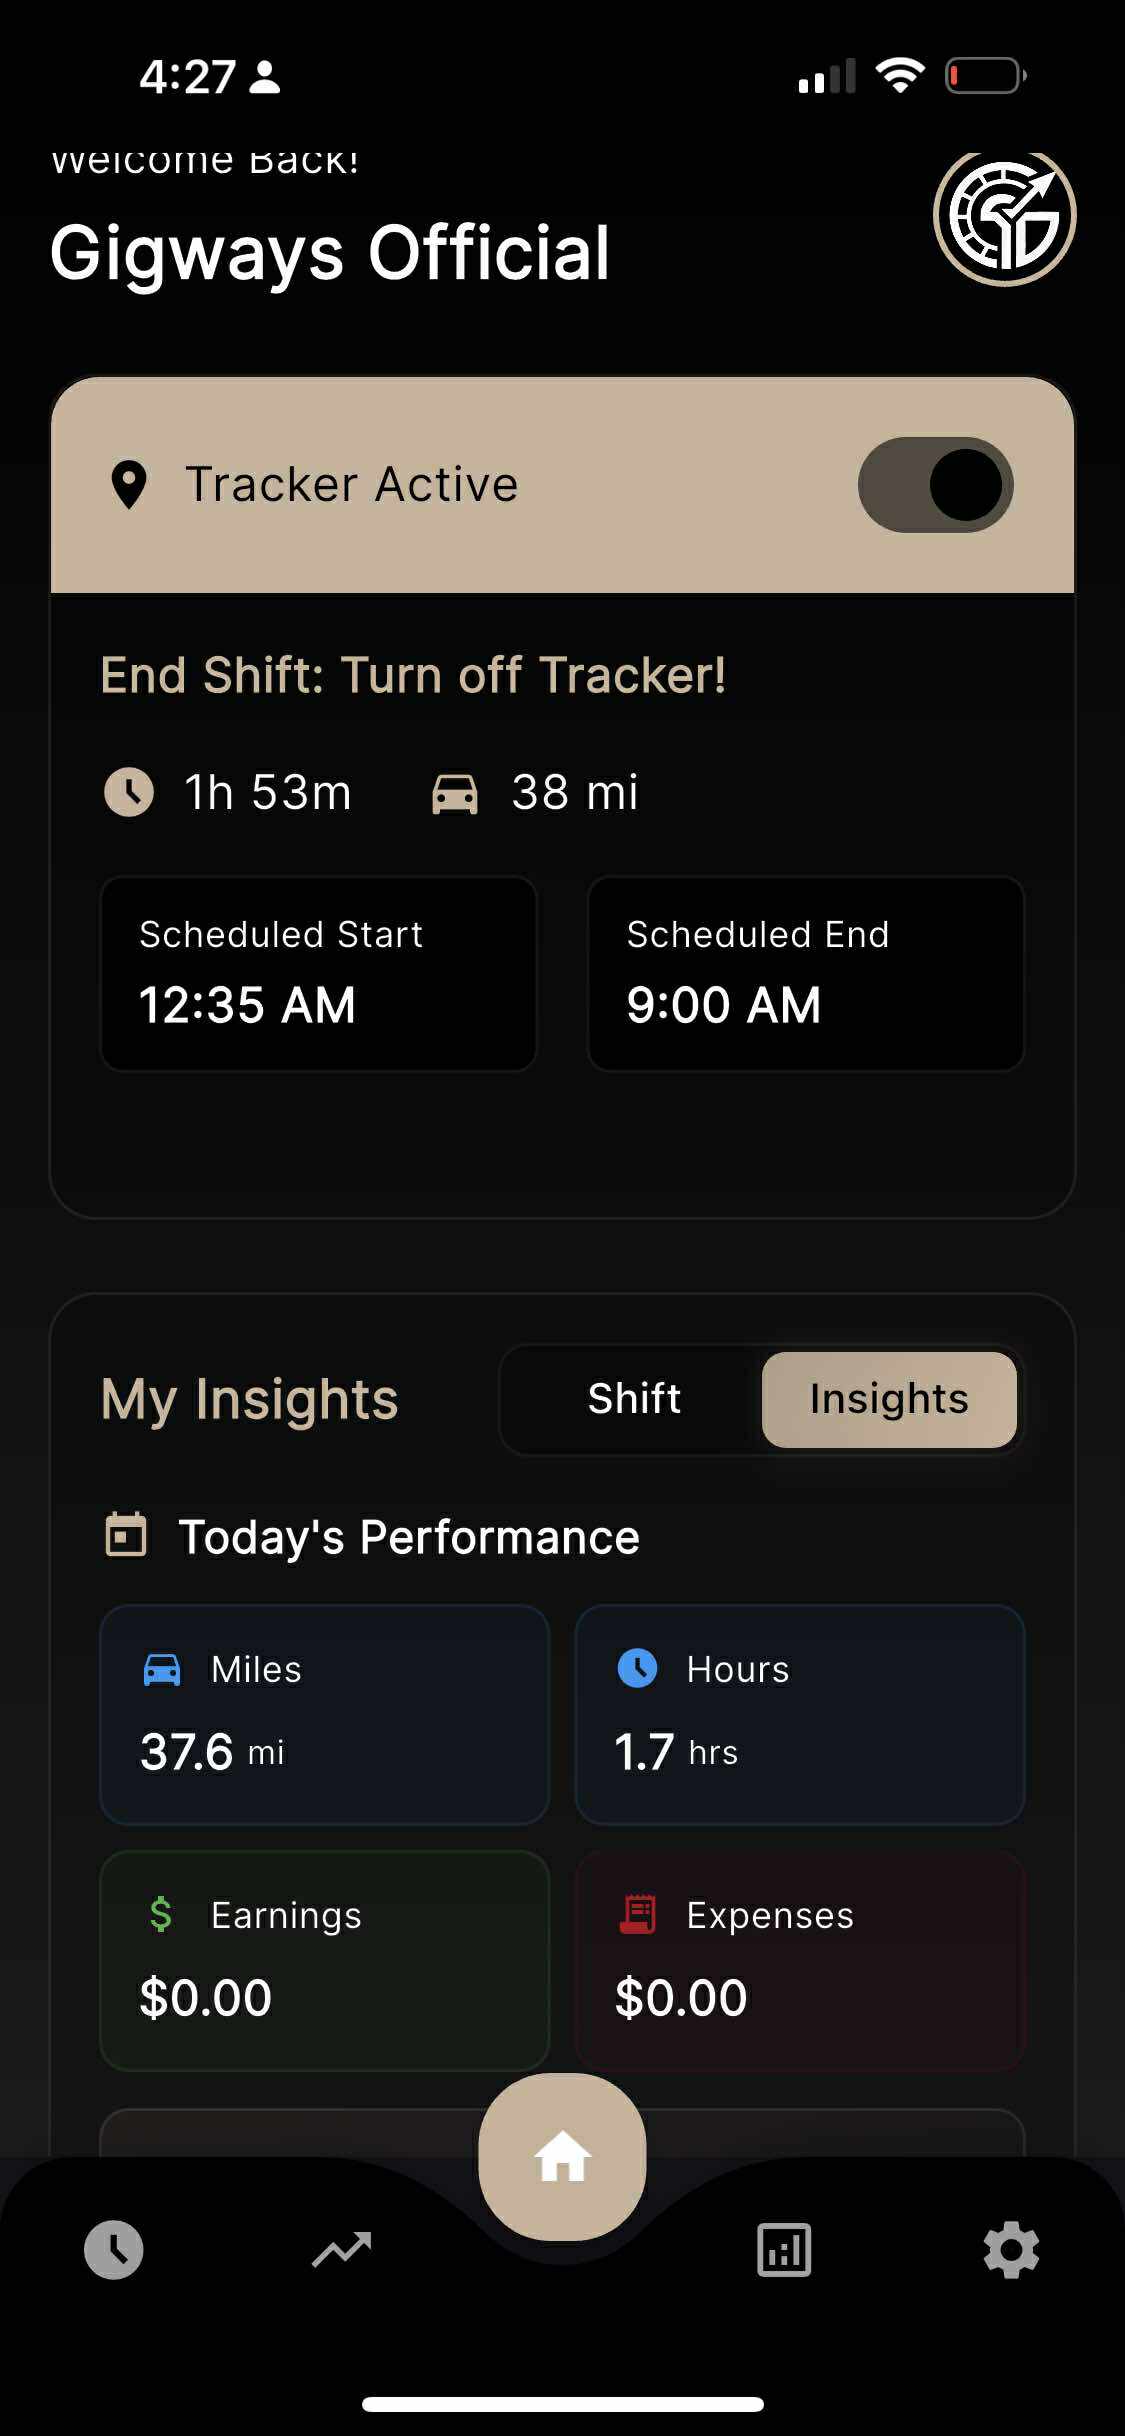 4:27
Welcome Back!
Gigways Official
Tracker Active
End Shift: Turn off Tracker!
1h 53m 38 mi
Scheduled Start Scheduled End
12:35 AM 9:00 AM
My Insights Shift Insights
Today's Performance
Miles Hours
37.6 mi 1.7 hrs
$ Earnings Expenses
$0.00 $0.00